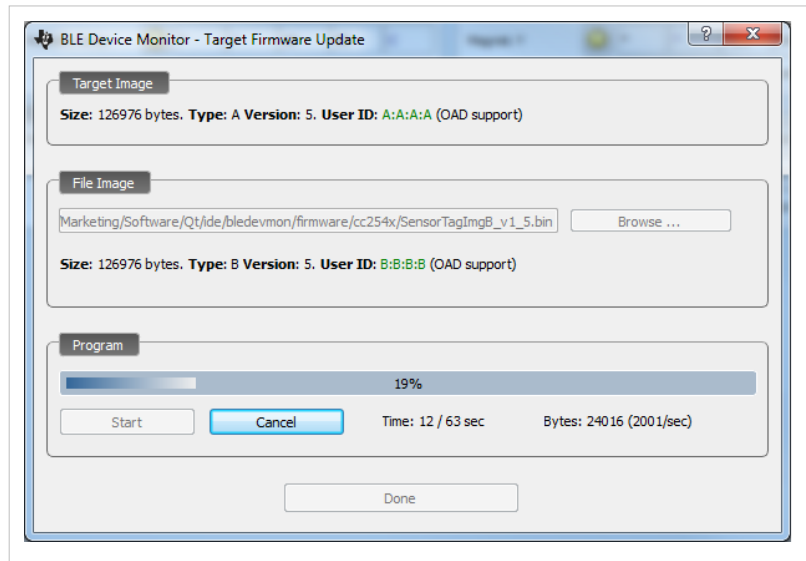 BLE Device Monitor - Target Firmware Update
Target Image
Size: 126976 bytes. Type: A Version: 5. User ID: A:A:A:A (OAD support)
File Image
Marketing/Software/Qt/ide/bledevmon/firmware/cc254x/SensorTagImgB_v1_5.bin Browse ...
Size: 126976 bytes. Type: B Version: 5. User ID: B:B:B:B (OAD support)
Program
19%
Start Cancel Time: 12 / 63 sec Bytes: 24016 (2001/sec)
Done